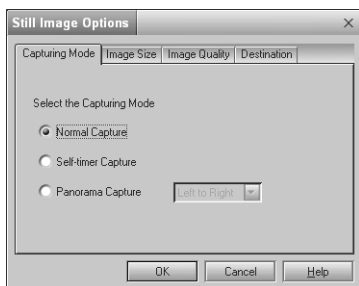 Still Image Options
Capturing Mode Image Size Image Quality Destination
Select the Capturing Mode
Normal Capture
Self-timer Capture
Panorama Capture Left to Right
OK Cancel Help